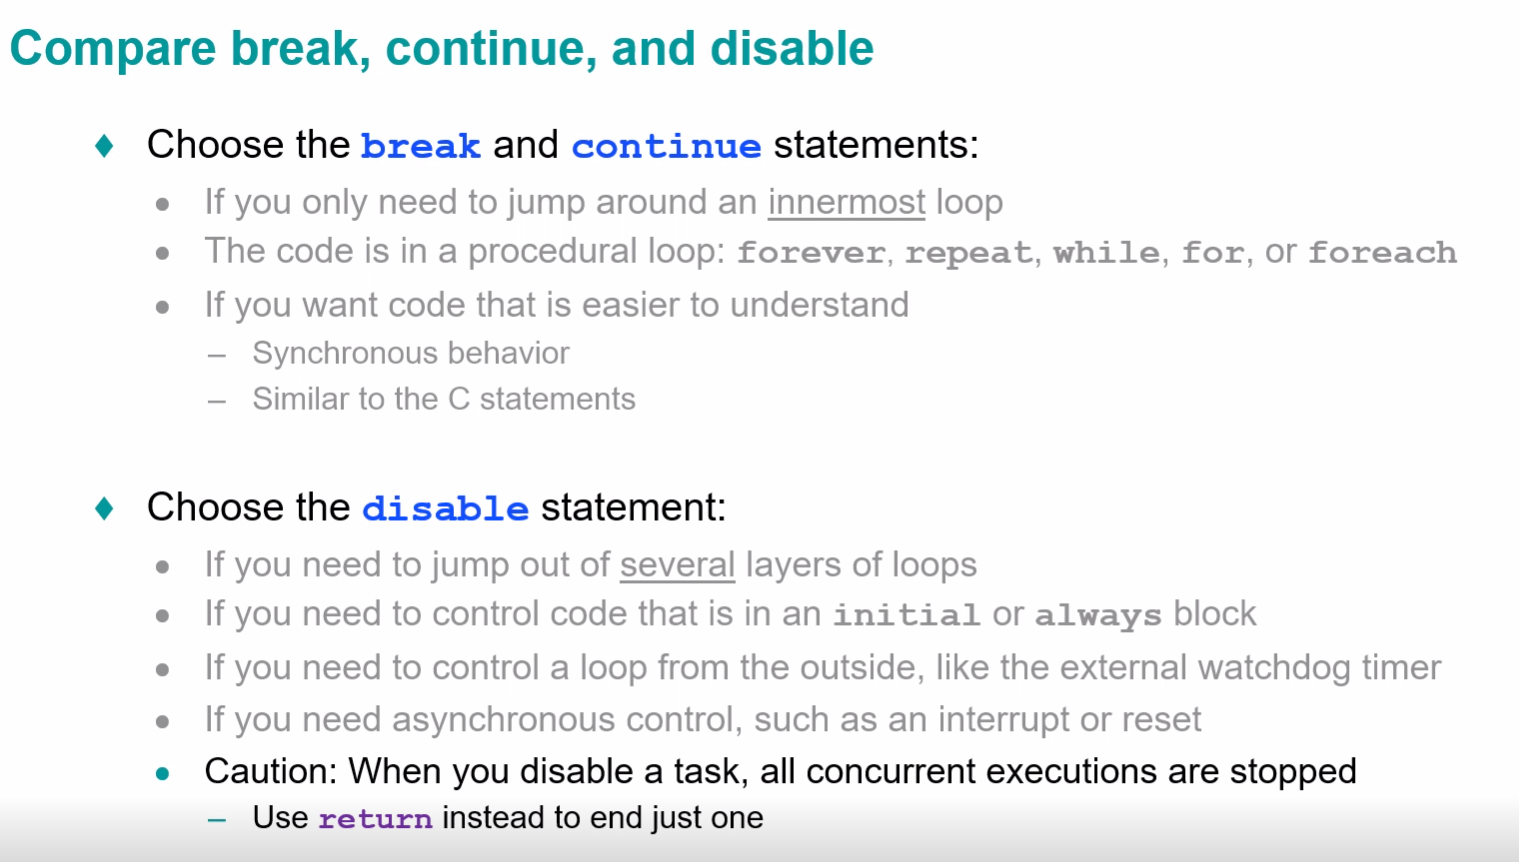 Compare break, continue, and disable
Choose the break and continue statements:
If you only need to jump around an innermost loop
The code is in a procedural loop: forever, repeat, while, for, or foreach
If you want code that is easier to understand
– Synchronous behavior
– Similar to the C statements
Choose the disable statement:
If you need to jump out of several layers of loops
If you need to control code that is in an initial or always block
If you need to control a loop from the outside, like the external watchdog timer
If you need asynchronous control, such as an interrupt or reset
Caution: When you disable a task, all concurrent executions are stopped
– Use return instead to end just one